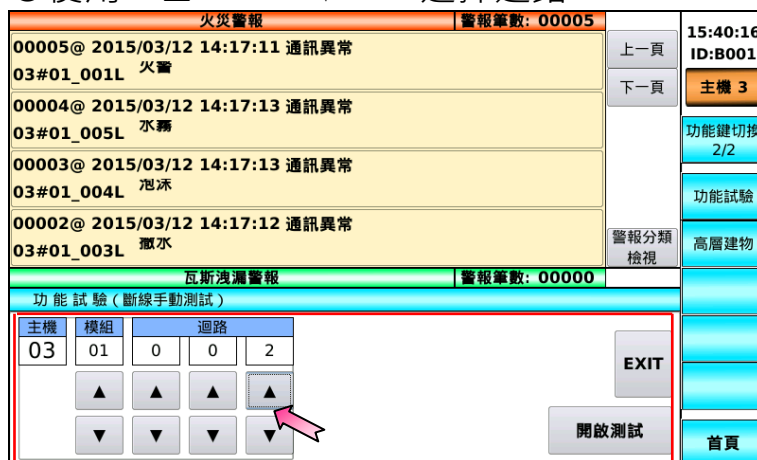 火災警報 警報筆數: 00005
00005@ 2015/03/12 14:17:11 通訊異常
03#01_001L 火警
00004@ 2015/03/12 14:17:13 通訊異常
03#01_005L 水霧
00003@ 2015/03/12 14:17:13 通訊異常
03#01_004L 泡沫
00002@ 2015/03/12 14:17:12 通訊異常
03#01_003L 撒水
上一頁
下一頁
警報分類
檢視
瓦斯洩漏警報 警報筆數: 00000
功 能 試 驗 ( 斷線手動測試 )
主機 模組 迴路
03 01 0 0 2
▲ ▲ ▲ ▲
▼ ▼ ▼ ▼
EXIT
開啟測試
15:40:16
ID:B001
主機 3
功能鍵切換
2/2
功能試驗
高層建物
首頁